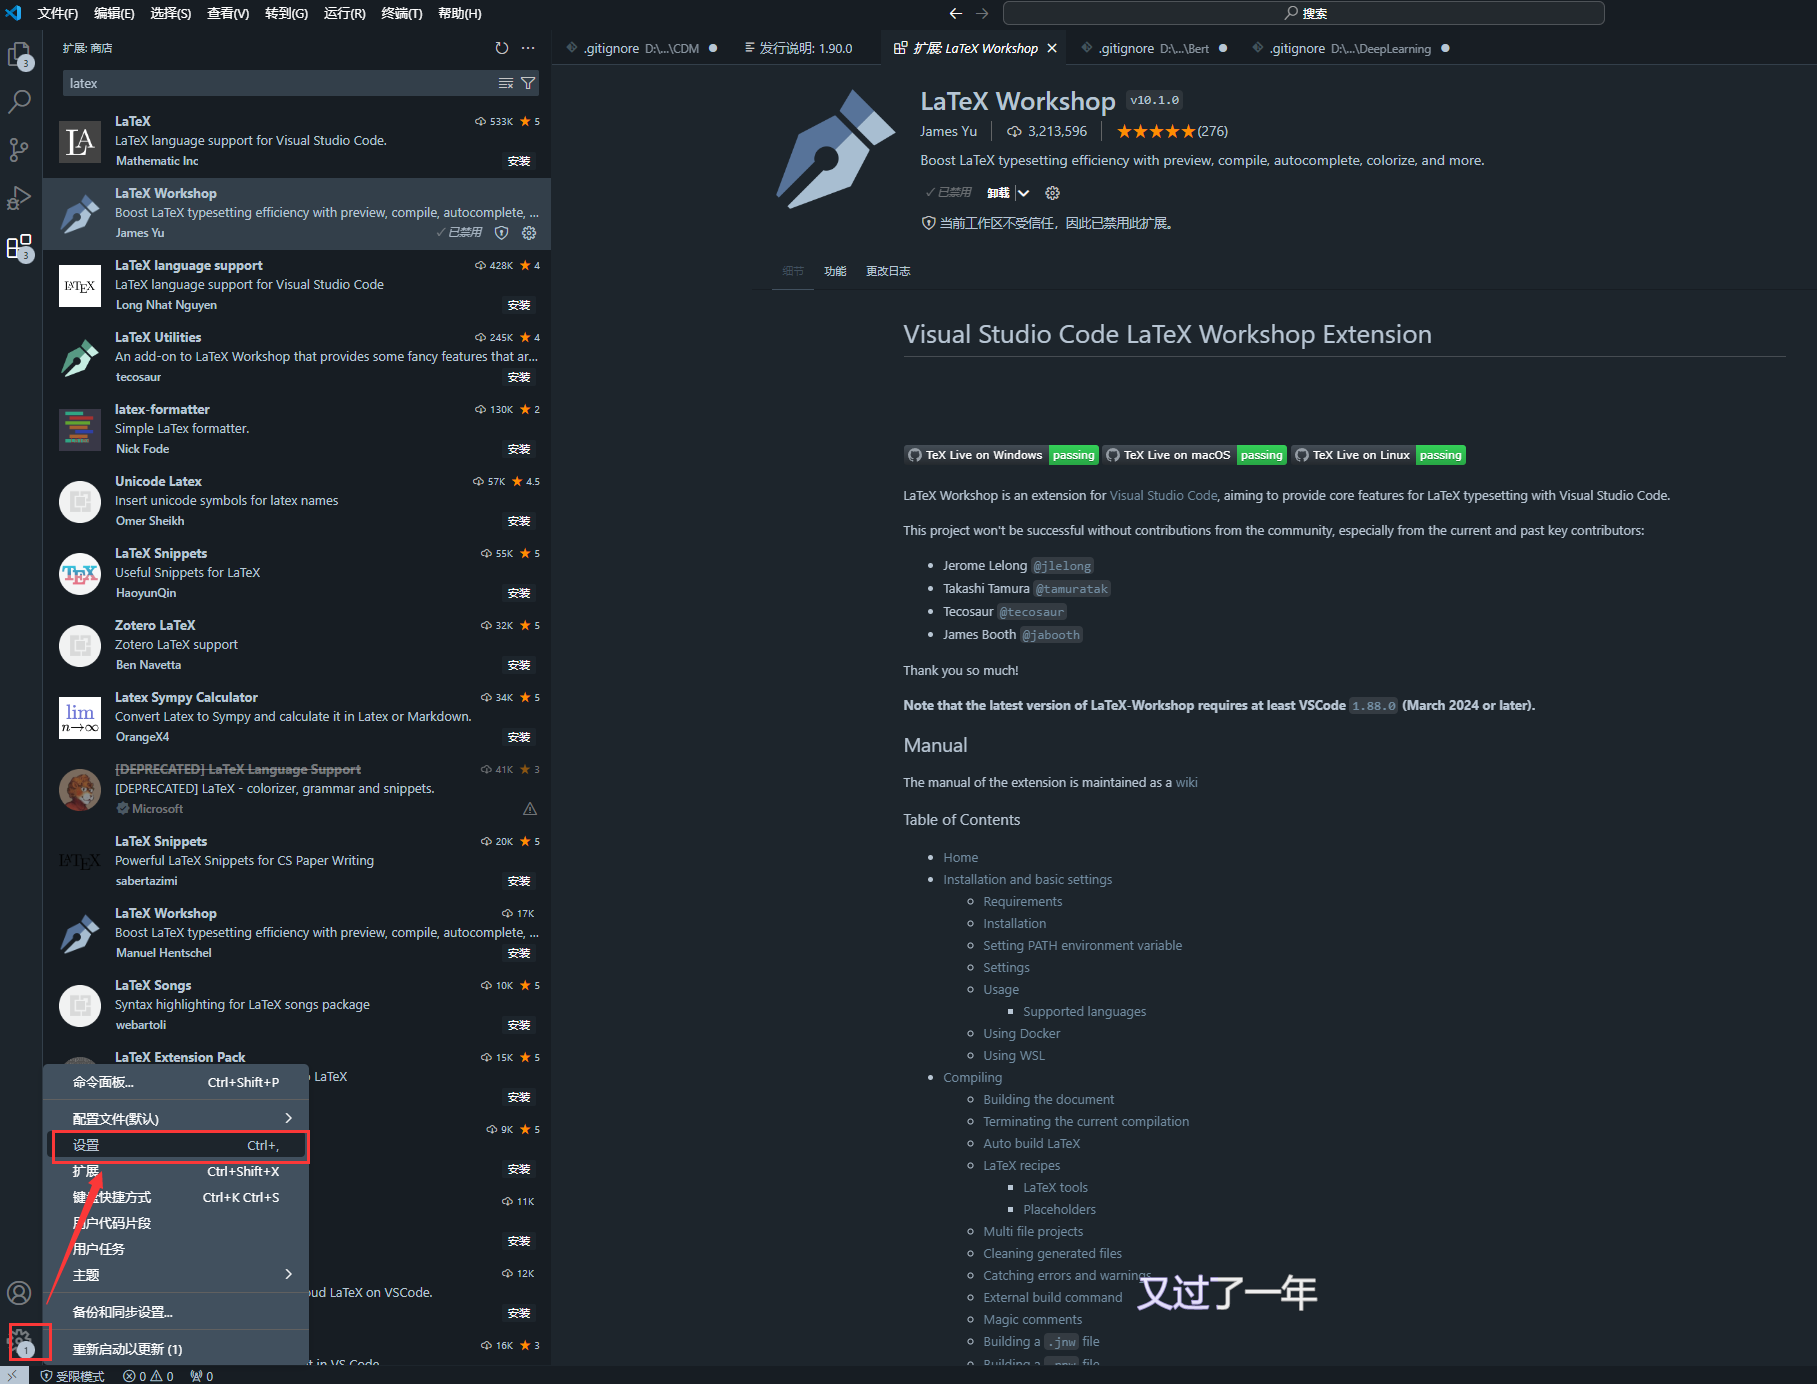 文件(F) 编辑(E) 选择(S) 查看(V) 转到(G) 运行(R) 终端(T) 帮助(H)
搜索
扩展: 商店
latex
LaTeX 533K 5
LaTeX language support for Visual Studio Code.
Mathematic Inc 安装
LaTeX Workshop
Boost LaTeX typesetting efficiency with preview, compile, autocomplete, ...
James Yu 已禁用
LaTeX language support 428K 4
LaTeX language support for Visual Studio Code
Long Nhat Nguyen 安装
LaTeX Utilities 245K 4
An add-on to LaTeX Workshop that provides some fancy features that ar...
tecosaur 安装
latex-formatter 130K 2
Simple LaTex formatter.
Nick Fode 安装
Unicode Latex 57K 4.5
Insert unicode symbols for latex names
Omer Sheikh 安装
LaTeX Snippets 55K 5
Useful Snippets for LaTeX
HaoyunQin 安装
Zotero LaTeX 32K 5
Zotero LaTeX support
Ben Navetta 安装
Latex Sympy Calculator 34K 5
Convert Latex to Sympy and calculate it in Latex or Markdown.
OrangeX4 安装
[DEPRECATED] LaTeX Language Support 41K 3
[DEPRECATED] LaTeX - colorizer, grammar and snippets.
Microsoft
LaTeX Snippets 20K 5
Powerful LaTeX Snippets for CS Paper Writing
sabertazimi 安装
LaTeX Workshop 17K
Boost LaTeX typesetting efficiency with preview, compile, autocomplete, ...
Manuel Hentschel 安装
LaTeX Songs 10K 5
Syntax highlighting for LaTeX songs package
webartoli 安装
LaTeX Extension Pack 15K 5
LaTeX
安装
9K 5
安装
11K
安装
12K
oud LaTeX on VSCode.
安装
16K 3
t in VS Code
命令面板... Ctrl+Shift+P
配置文件(默认)
设置 Ctrl+,
扩展 Ctrl+Shift+X
键盘快捷方式 Ctrl+K Ctrl+S
用户代码片段
用户任务
主题
备份和同步设置...
重新启动以更新 (1)
受限模式 0 0 0
.gitignore D:\...\CDM
发行说明: 1.90.0
扩展: LaTeX Workshop
.gitignore D:\...\Bert
.gitignore D:\...\DeepLearning
LaTeX Workshop v10.1.0
James Yu 3,213,596 (276)
Boost LaTeX typesetting efficiency with preview, compile, autocomplete, colorize, and more.
已禁用 卸载
当前工作区不受信任，因此已禁用此扩展。
细节 功能 更改日志
Visual Studio Code LaTeX Workshop Extension
TeX Live on Windows passing TeX Live on macOS passing TeX Live on Linux passing
LaTeX Workshop is an extension for Visual Studio Code, aiming to provide core features for LaTeX typesetting with Visual Studio Code.
This project won't be successful without contributions from the community, especially from the current and past key contributors:
Jerome Lelong @jlelong
Takashi Tamura @tamuratak
Tecosaur @tecosaur
James Booth @jabooth
Thank you so much!
Note that the latest version of LaTeX-Workshop requires at least VSCode 1.88.0 (March 2024 or later).
Manual
The manual of the extension is maintained as a wiki
Table of Contents
Home
Installation and basic settings
Requirements
Installation
Setting PATH environment variable
Settings
Usage
Supported languages
Using Docker
Using WSL
Compiling
Building the document
Terminating the current compilation
Auto build LaTeX
LaTeX recipes
LaTeX tools
Placeholders
Multi file projects
Cleaning generated files
Catching errors and warnings
External build command
Magic comments
Building a .jnw file
Building a .rnw file
又过了一年